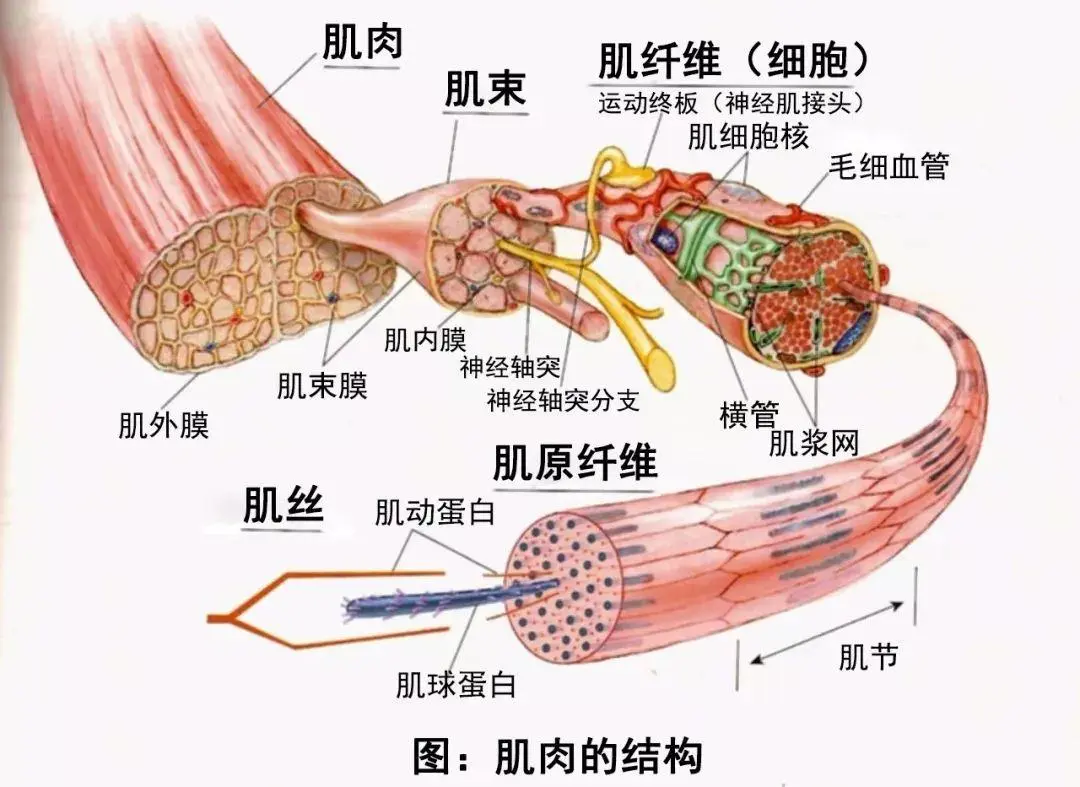 肌肉
肌束
肌纤维（细胞）
运动终板（神经肌接头）
肌细胞核
毛细血管
肌内膜
神经轴突
神经轴突分支
肌束膜
肌外膜
横管
肌浆网
肌原纤维
肌丝
肌动蛋白
肌球蛋白
肌节
图：肌肉的结构